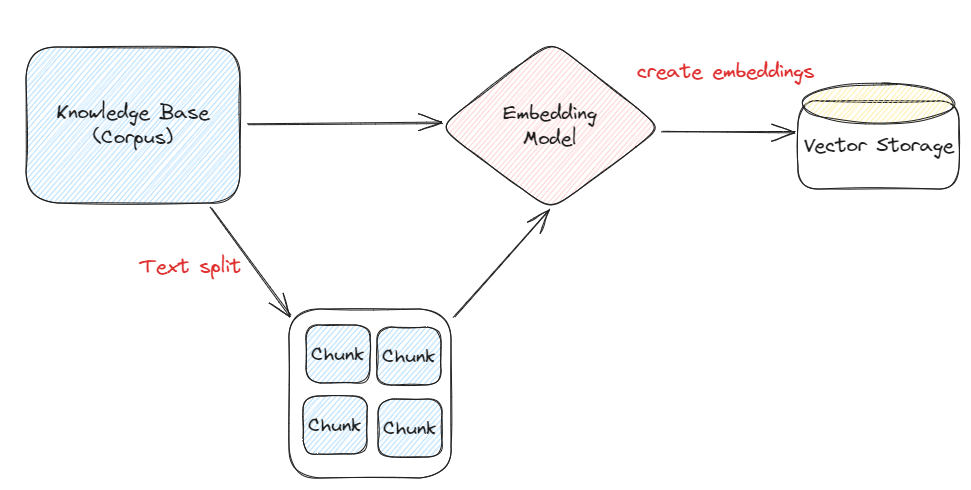 Knowledge Base
(Corpus)
Embedding
Model
create embeddings
Vector Storage
Text split
Chunk
Chunk
Chunk
Chunk